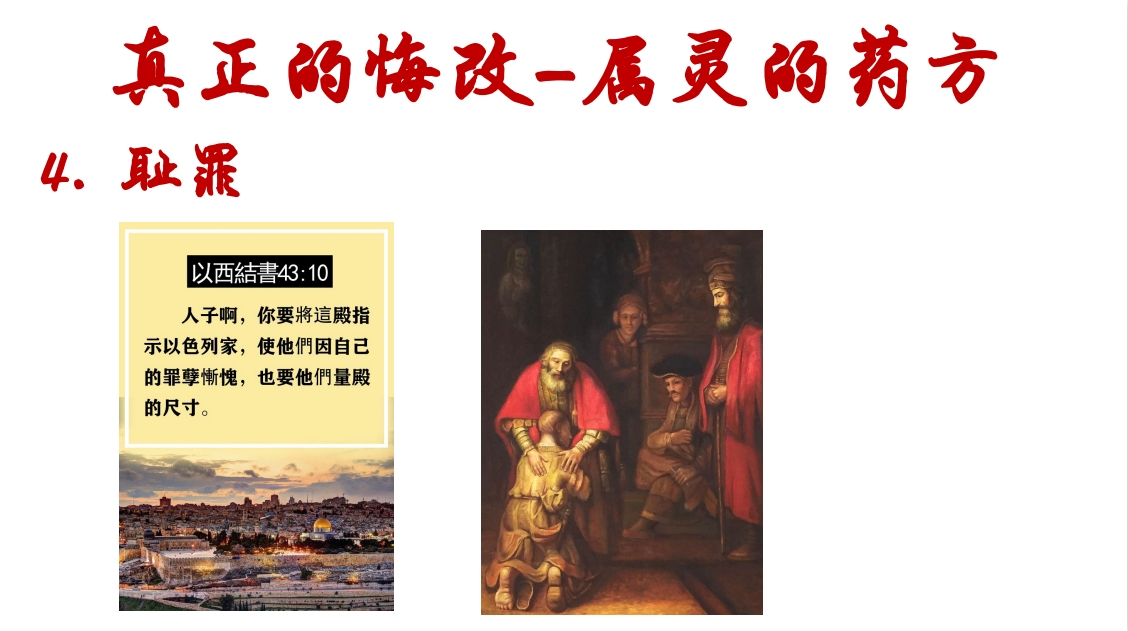 真正的悔改-属灵的药方
4. 耻罪
以西結書43:10
人子啊，你要將這殿指
示以色列家，使他們因自己
的罪孽慚愧，也要他們量殿
的尺寸。